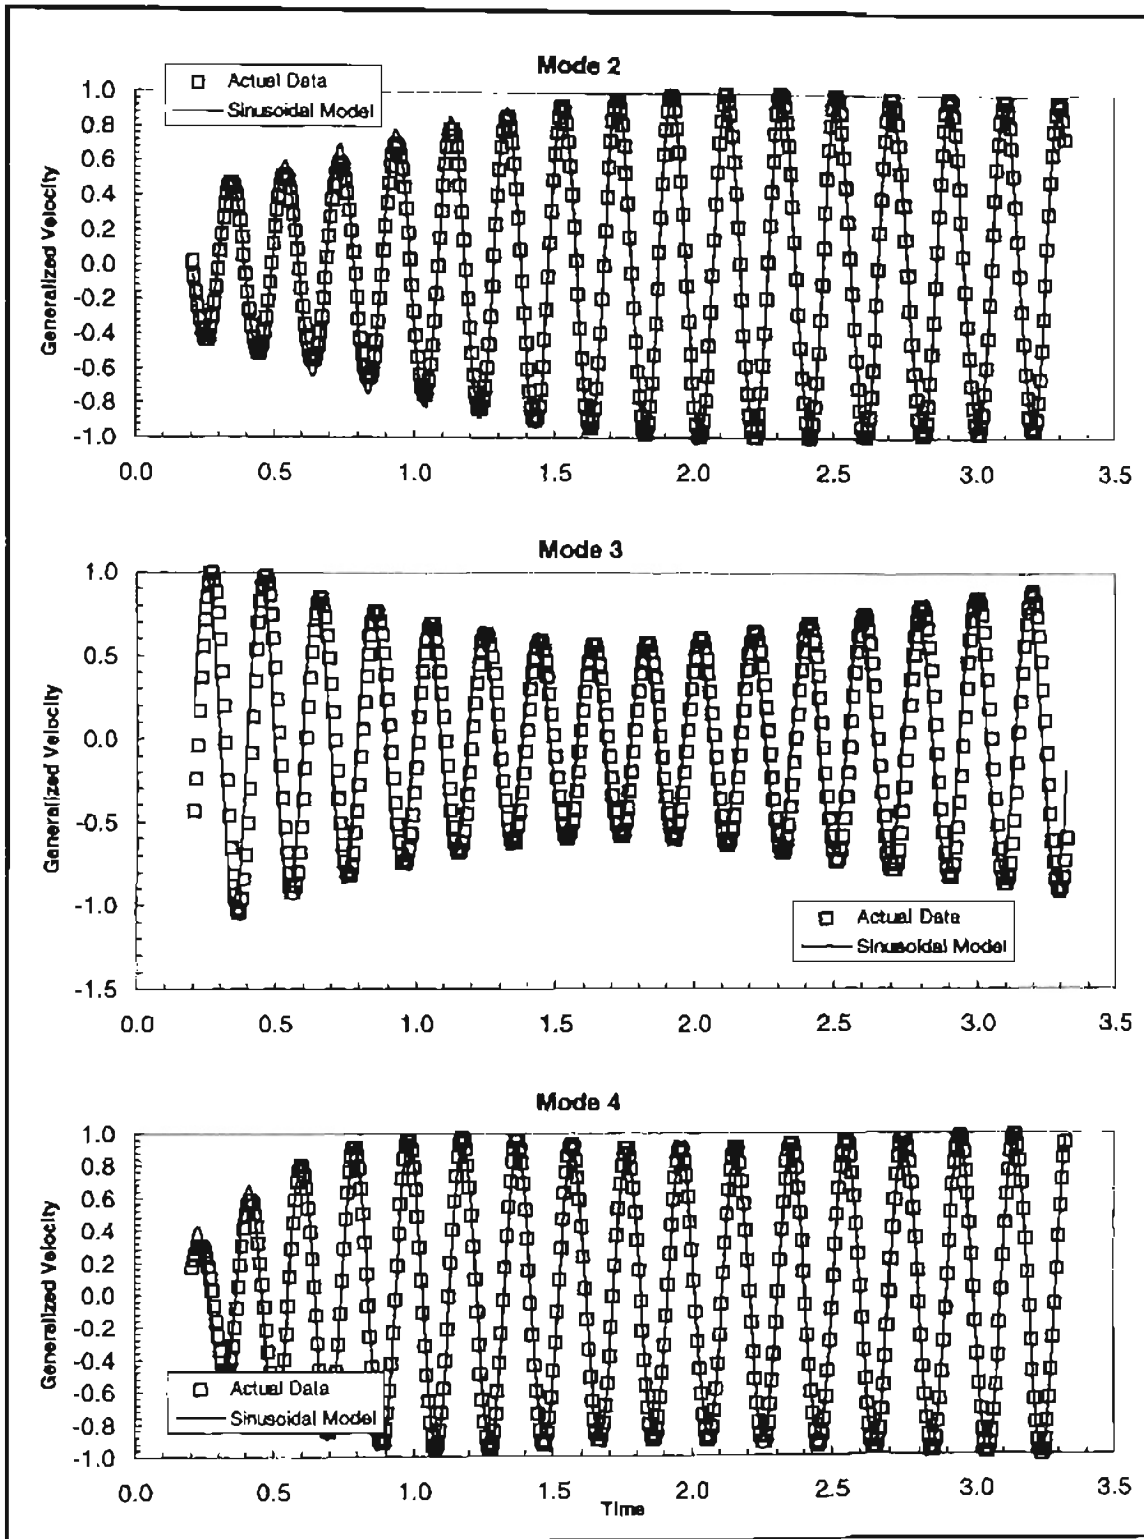 Mode 2
Actual Data
Sinusoidal Model
1.0
0.8
0.6
0.4
0.2
0.0
-0.2
-0.4
-0.6
-0.8
-1.0
Generalized Velocity
0.0 0.5 1.0 1.5 2.0 2.5 3.0 3.5
Mode 3
1.0
0.5
0.0
-0.5
-1.0
-1.5
Generalized Velocity
Actual Data
Sinusoidal Model
0.0 0.5 1.0 1.5 2.0 2.5 3.0 3.5
Mode 4
1.0
0.8
0.6
0.4
0.2
0.0
-0.2
-0.4
-0.6
-0.8
-1.0
Generalized Velocity
Actual Data
Sinusoidal Model
0.0 0.5 1.0 1.5 2.0 2.5 3.0 3.5
Time